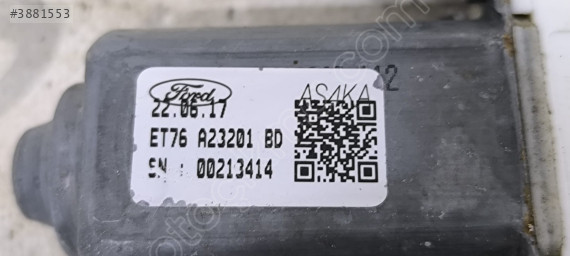 #3881553
Ford
ASAKA
22.06.17
ET76 A23201 BD
SN : 00213414